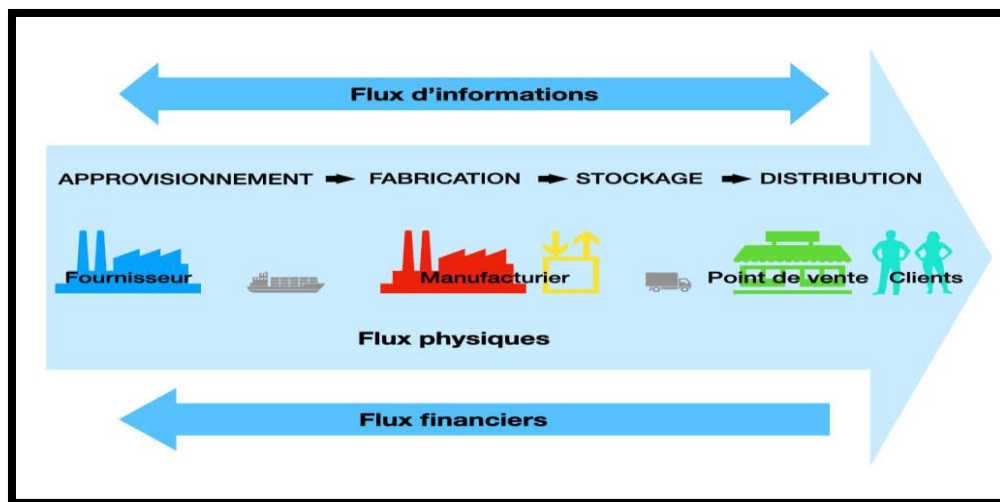 Flux d'informations
APPROVISIONNEMENT ➡ FABRICATION ➡ STOCKAGE ➡ DISTRIBUTION
Fournisseur Manufacturier Point de vente Clients
Flux physiques
Flux financiers